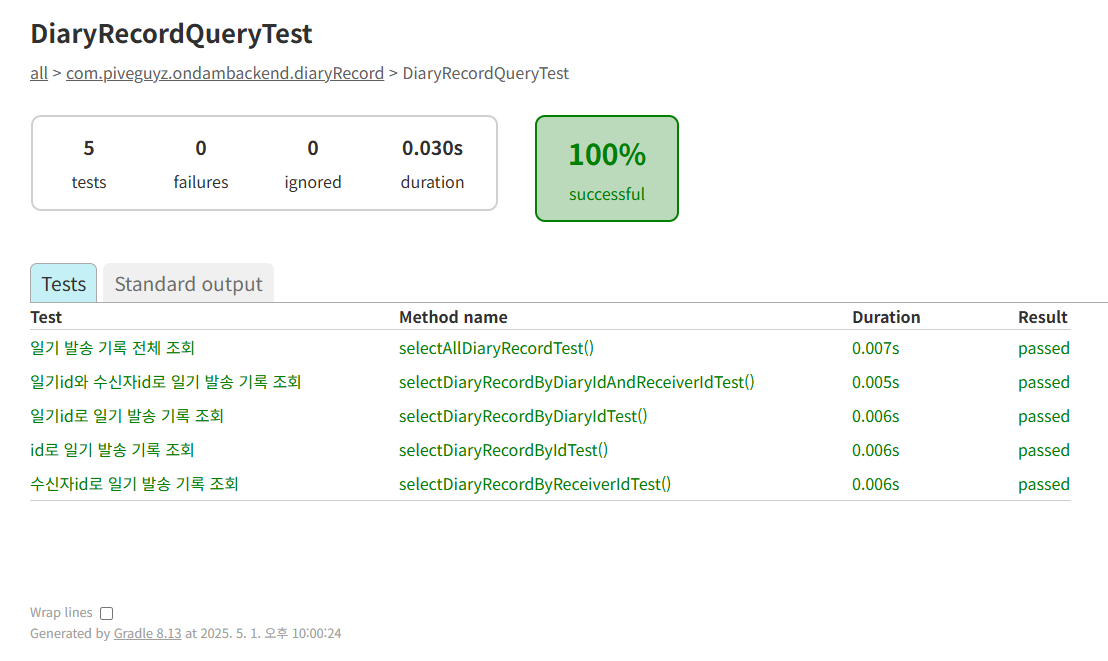 DiaryRecordQueryTest
all > com.piveguyz.ondambackend.diaryRecord > DiaryRecordQueryTest
5 0 0 0.030s
tests failures ignored duration
100%
successful
Tests Standard output
Test Method name Duration Result
일기 발송 기록 전체 조회 selectAllDiaryRecordTest() 0.007s passed
일기id와 수신자id로 일기 발송 기록 조회 selectDiaryRecordByDiaryIdAndReceiverIdTest() 0.005s passed
일기id로 일기 발송 기록 조회 selectDiaryRecordByDiaryIdTest() 0.006s passed
id로 일기 발송 기록 조회 selectDiaryRecordByIdTest() 0.006s passed
수신자id로 일기 발송 기록 조회 selectDiaryRecordByReceiverIdTest() 0.006s passed
Wrap lines
Generated by Gradle 8.13 at 2025. 5. 1. 오후 10:00:24